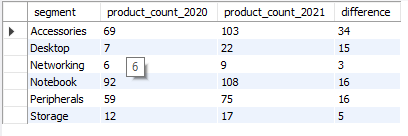 segment product_count_2020 product_count_2021 difference
Accessories 69 103 34
Desktop 7 22 15
Networking 6 6 9 3
Notebook 92 108 16
Peripherals 59 75 16
Storage 12 17 5